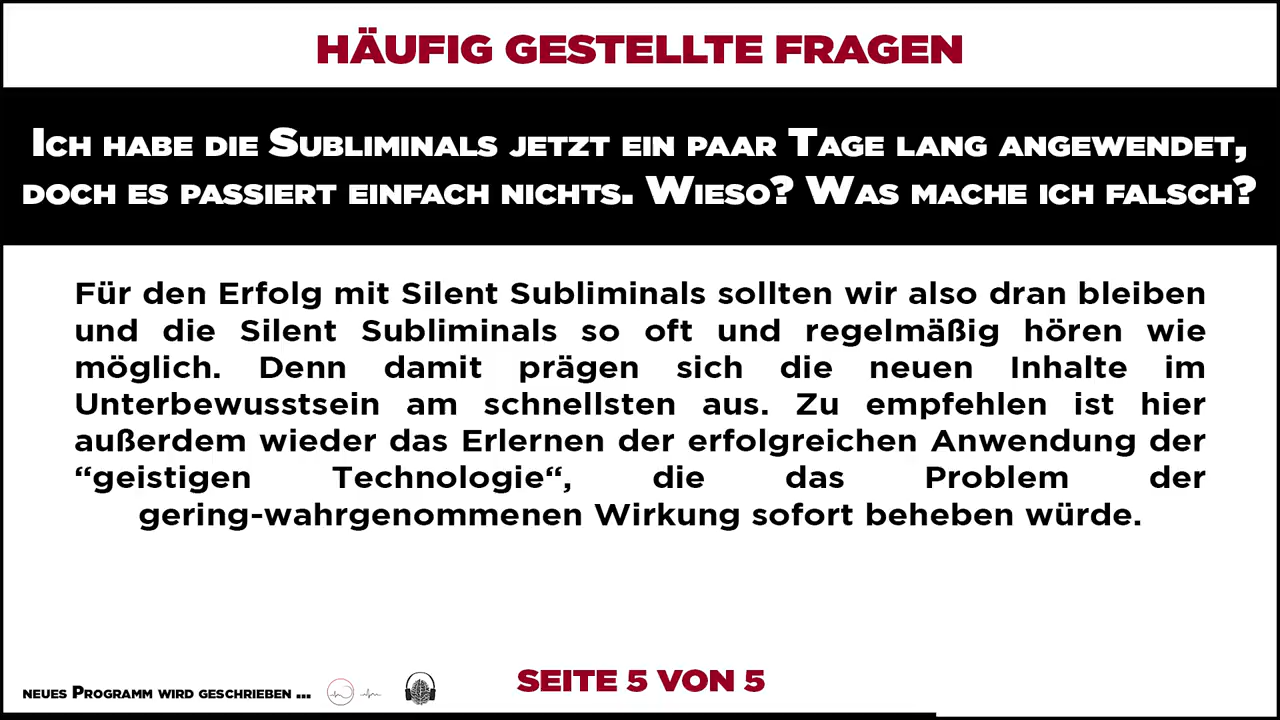 HÄUFIG GESTELLTE FRAGEN
Ich habe die Subliminals jetzt ein paar Tage lang angewendet,
doch es passiert einfach nichts. Wieso? Was mache ich falsch?
Für den Erfolg mit Silent Subliminals sollten wir also dran bleiben
und die Silent Subliminals so oft und regelmäßig hören wie
möglich. Denn damit prägen sich die neuen Inhalte im
Unterbewusstsein am schnellsten aus. Zu empfehlen ist hier
außerdem wieder das Erlernen der erfolgreichen Anwendung der
“geistigen Technologie“, die das Problem der
gering-wahrgenommenen Wirkung sofort beheben würde.
SEITE 5 VON 5
neues Programm wird geschrieben ...